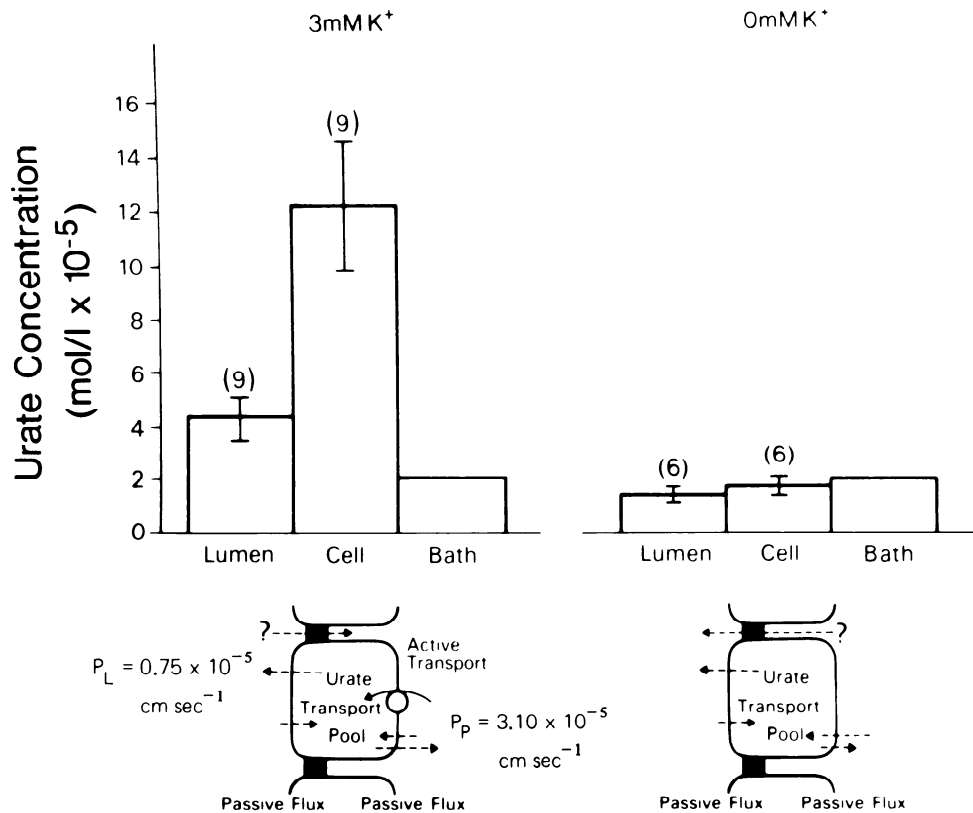 3mMK⁺
0mMK⁺
Urate Concentration
(mol/l x 10⁻⁵)
16
14
12
10
8
6
4
2
0
(9)
(9)
(6)
(6)
Lumen
Cell
Bath
Lumen
Cell
Bath
?
Active
Transport
P_L = 0.75 x 10⁻⁵
cm sec⁻¹
Urate
Transport
Pool
P_P = 3.10 x 10⁻⁵
cm sec⁻¹
Passive Flux
Passive Flux
?
Urate
Transport
Pool
Passive Flux
Passive Flux